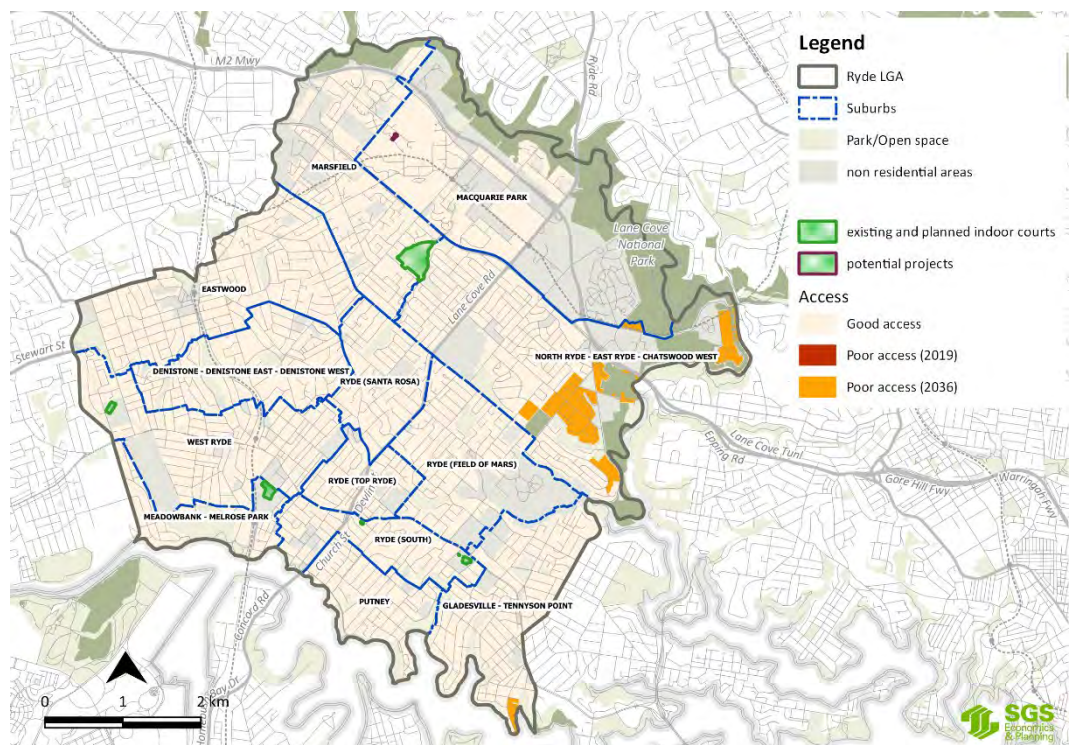 M2 Mwy
Ryde Rd
MARSFIELD
MACQUARIE PARK
Lane Cove
National
Park
EASTWOOD
Lane Cove Rd
Stewart St
NORTH RYDE - EAST RYDE - CHATSWOOD WEST
DENISTONE - DENISTONE EAST - DENISTONE WEST
RYDE (SANTA ROSA)
WEST RYDE
RYDE (FIELD OF MARS)
Epping Rd
Lane Cove Tunl
Gore Hill Fwy
Warringah Fwy
RYDE (TOP RYDE)
Devlin
MEADOWBANK - MELROSE PARK
Church St
RYDE (SOUTH)
PUTNEY
GLADESVILLE - TENNYSON POINT
Concord Rd
Bay Dr
0 1 2 km
Legend
Ryde LGA
Suburbs
Park/Open space
non residential areas
existing and planned indoor courts
potential projects
Access
Good access
Poor access (2019)
Poor access (2036)
SGS
Economics
& Planning